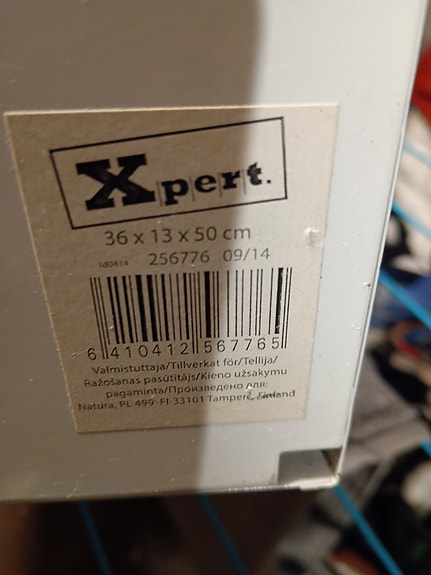 Xpert.
36 x 13 x 50 cm
1d0414 256776 09/14
6 410412 567765
Valmistuttaja/Tillverkat för/Tellija/
Ražošanas pasūtītājs/Kieno užsakymu
pagaminta/Произведено для:
Natura, PL 499, FI-33101 Tampere, Finland